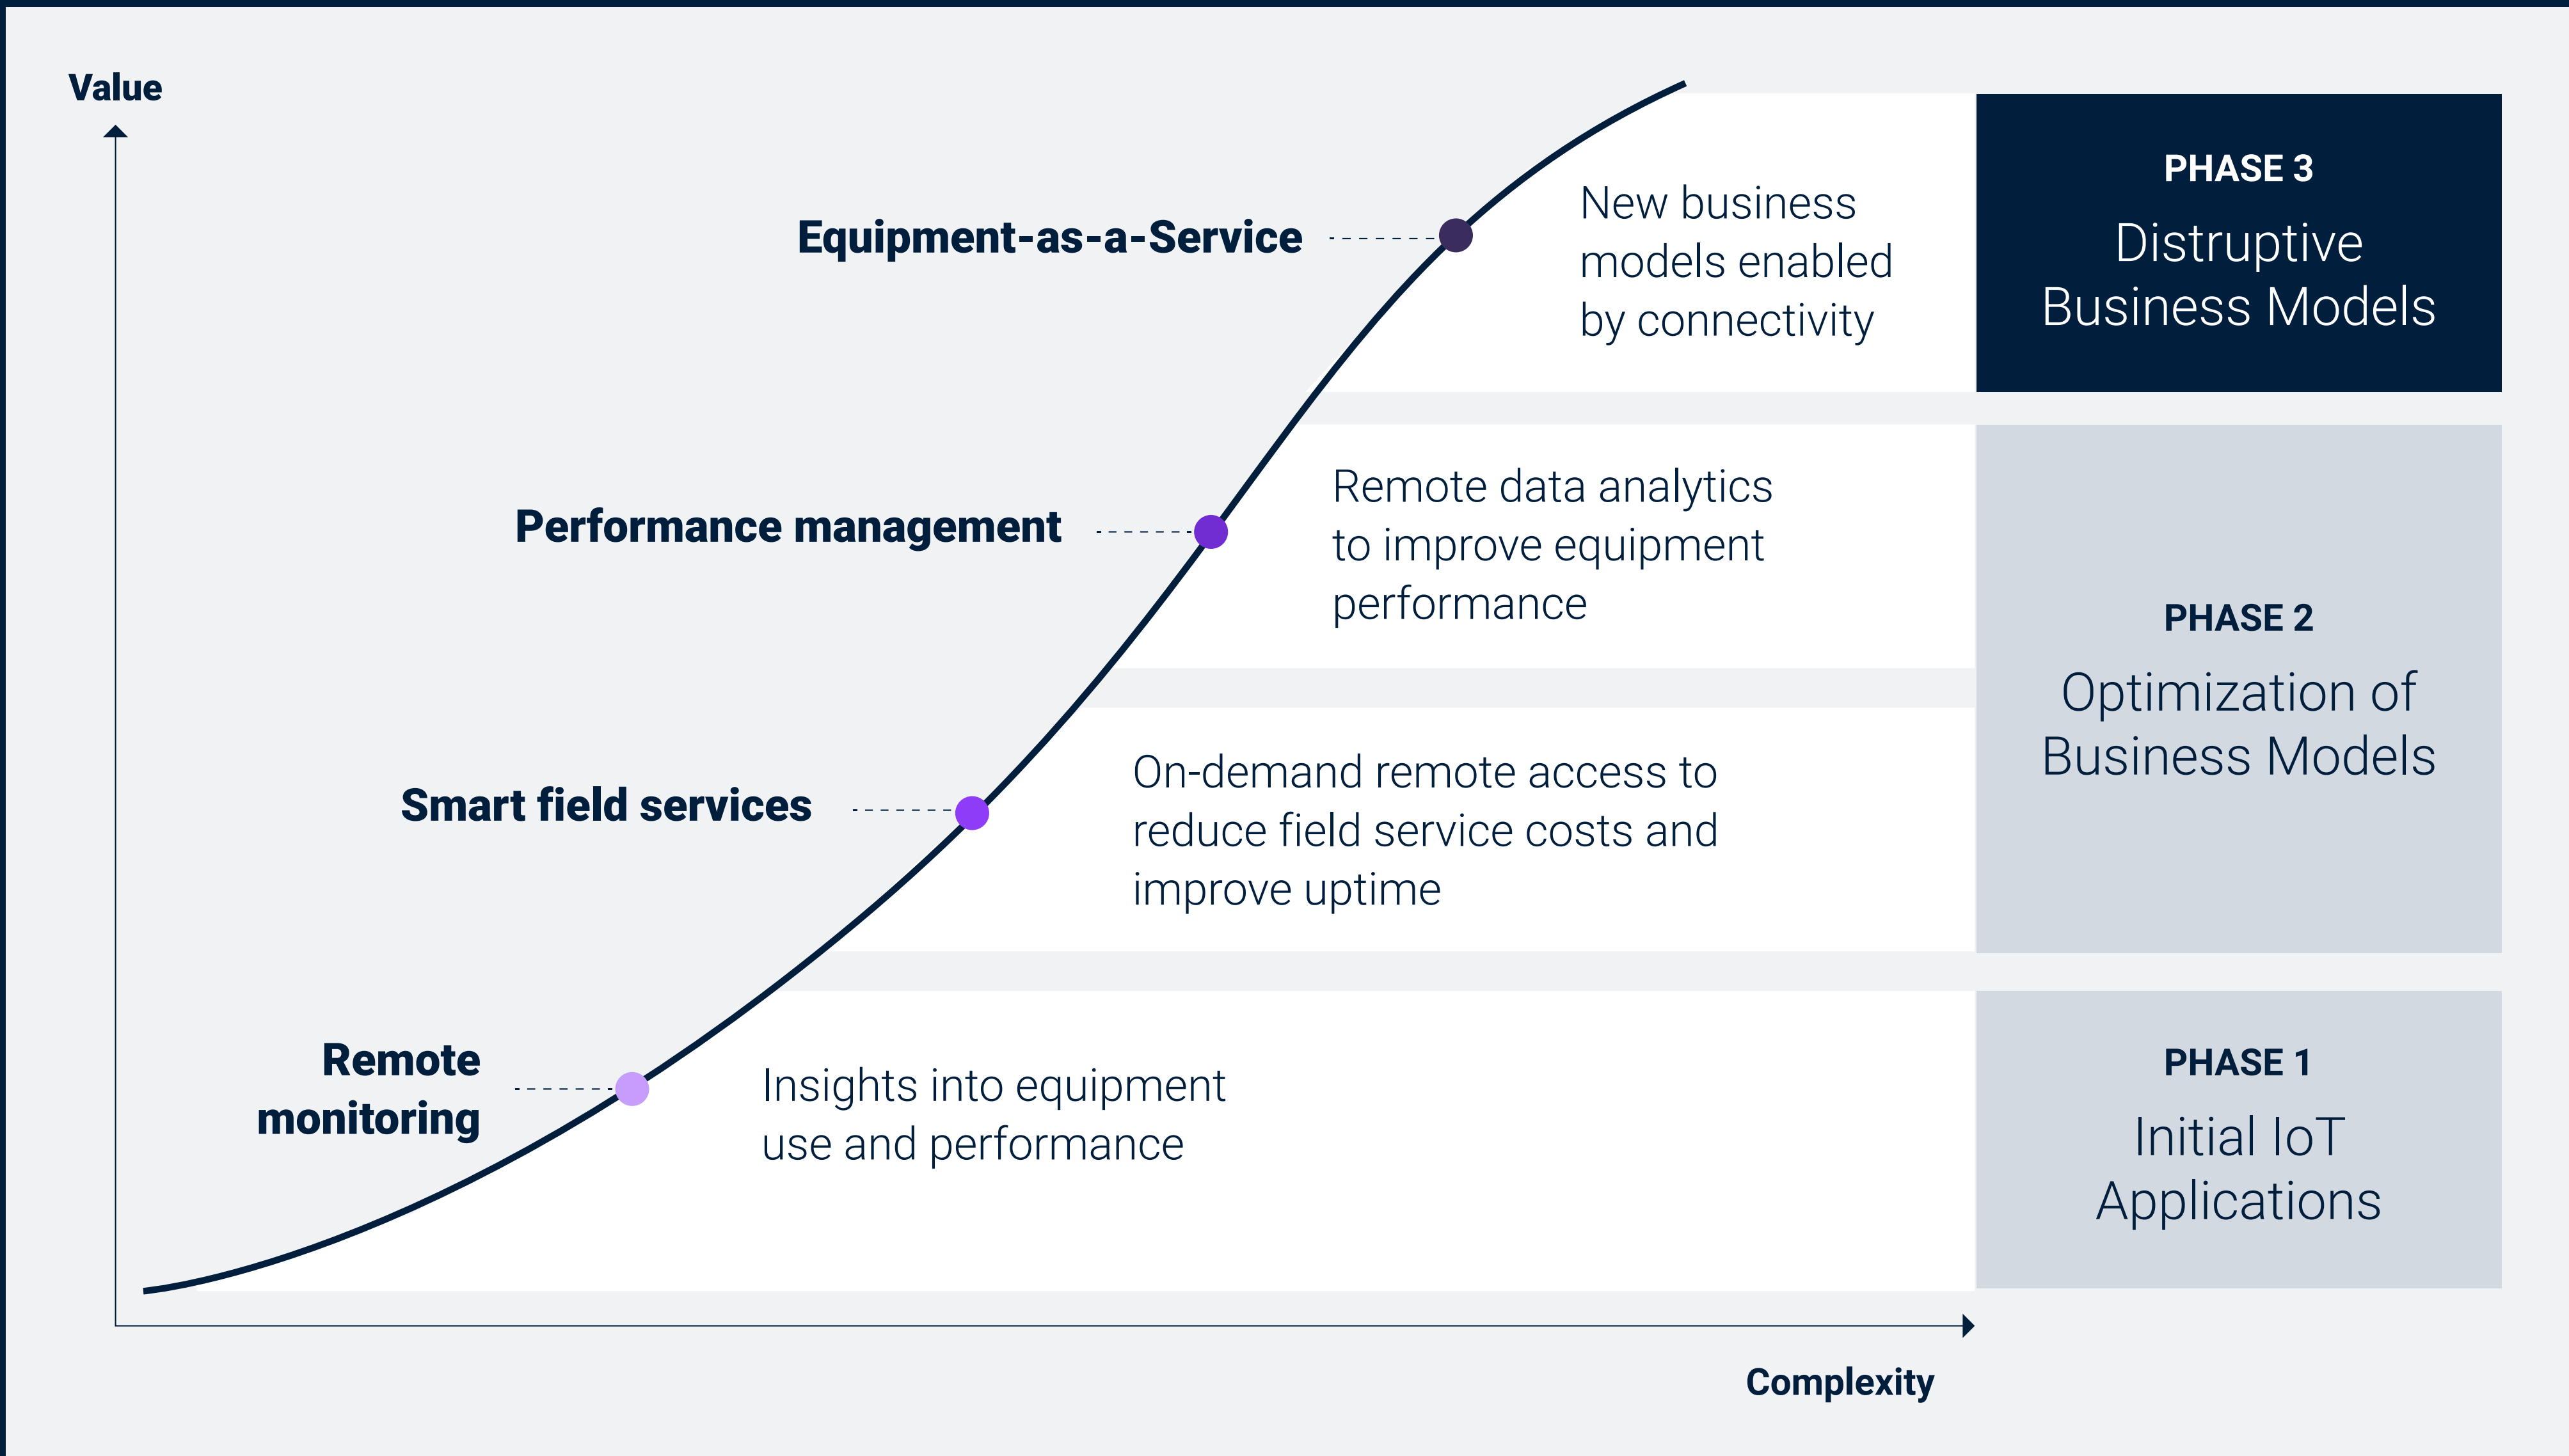 Value
Equipment-as-a-Service
New business
models enabled
by connectivity
PHASE 3
Distruptive
Business Models
Performance management
Remote data analytics
to improve equipment
performance
PHASE 2
Optimization of
Business Models
Smart field services
On-demand remote access to
reduce field service costs and
improve uptime
Remote
monitoring
Insights into equipment
use and performance
PHASE 1
Initial IoT
Applications
Complexity